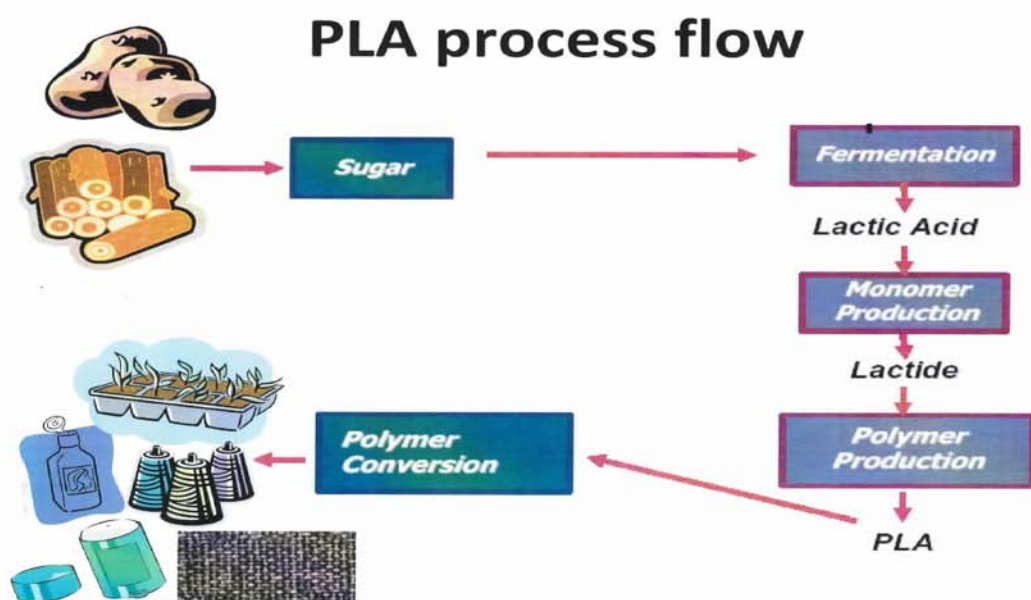 PLA process flow
Sugar
Fermentation
Lactic Acid
Monomer
Production
Lactide
Polymer
Production
PLA
Polymer
Conversion